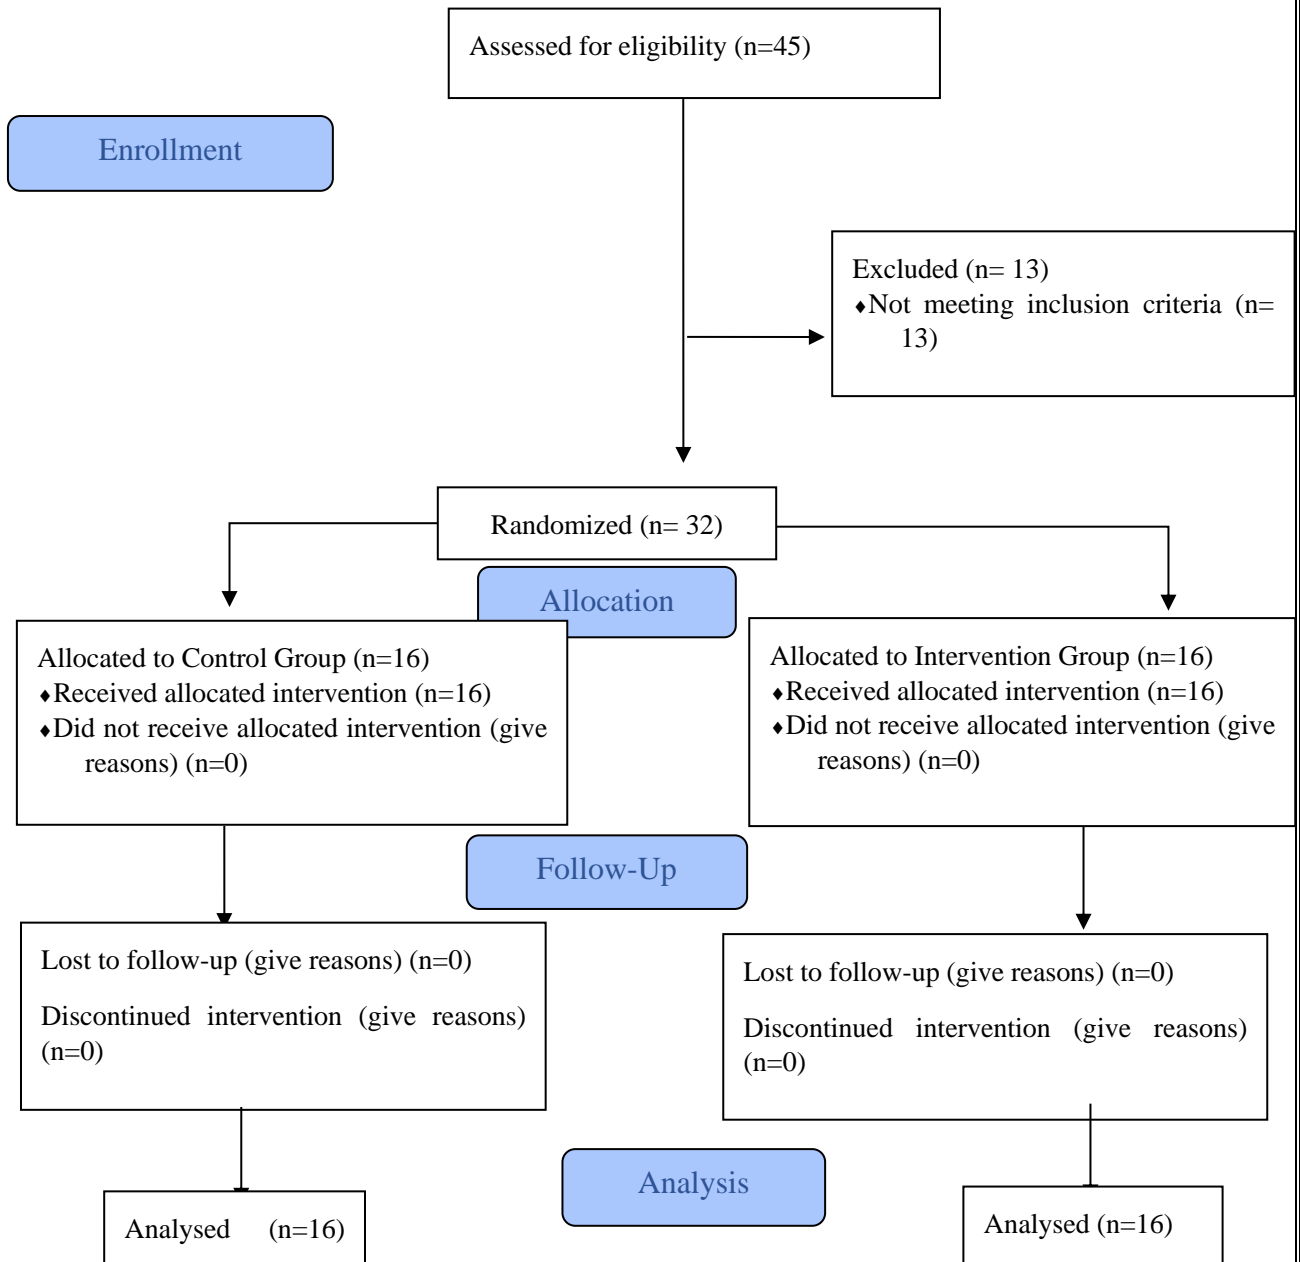 Assessed for eligibility (n=45)
Enrollment
Excluded (n= 13)
♦Not meeting inclusion criteria (n=
13)
Randomized (n= 32)
Allocation
Allocated to Control Group (n=16)
♦Received allocated intervention (n=16)
♦Did not receive allocated intervention (give
reasons) (n=0)
Allocated to Intervention Group (n=16)
♦Received allocated intervention (n=16)
♦Did not receive allocated intervention (give
reasons) (n=0)
Follow-Up
Lost to follow-up (give reasons) (n=0)
Discontinued intervention (give reasons)
(n=0)
Lost to follow-up (give reasons) (n=0)
Discontinued intervention (give reasons)
(n=0)
Analysis
Analysed (n=16)
Analysed (n=16)